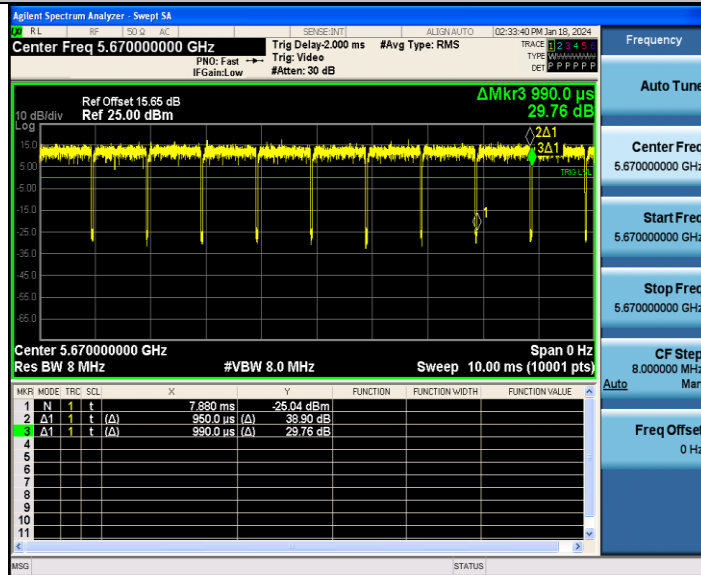 Agilent Spectrum Analyzer - Swept SA
RL RF 50 Ω AC SENSE:INT ALIGNAUTO 02:33:40 PM Jan 18, 2024
Center Freq 5.670000000 GHz Trig Delay-2.000 ms #Avg Type: RMS TRACE 1 2 3 4 5 6
PNO: Fast Trig: Video TYPE
IFGain:Low #Atten: 30 dB DET P P P P P P
ΔMkr3 990.0 µs
29.76 dB
Ref Offset 15.65 dB
10 dB/div Ref 25.00 dBm
Log
15.0
5.00
-5.00
-15.0
-25.0
-35.0
-45.0
-55.0
-65.0
2Δ1
3Δ1
TRIG LVL
1
Center 5.670000000 GHz Span 0 Hz
Res BW 8 MHz #VBW 8.0 MHz Sweep 10.00 ms (10001 pts)
MKR MODE TRC SCL X Y FUNCTION FUNCTION WIDTH FUNCTION VALUE
1 N 1 t 7.880 ms -25.04 dBm
2 Δ1 1 t (Δ) 950.0 µs (Δ) 38.90 dB
3 Δ1 1 t (Δ) 990.0 µs (Δ) 29.76 dB
4
5
6
7
8
9
10
11
MSG STATUS
Frequency
Auto Tune
Center Freq
5.670000000 GHz
Start Freq
5.670000000 GHz
Stop Freq
5.670000000 GHz
CF Step
8.000000 MHz
Auto Man
Freq Offset
0 Hz